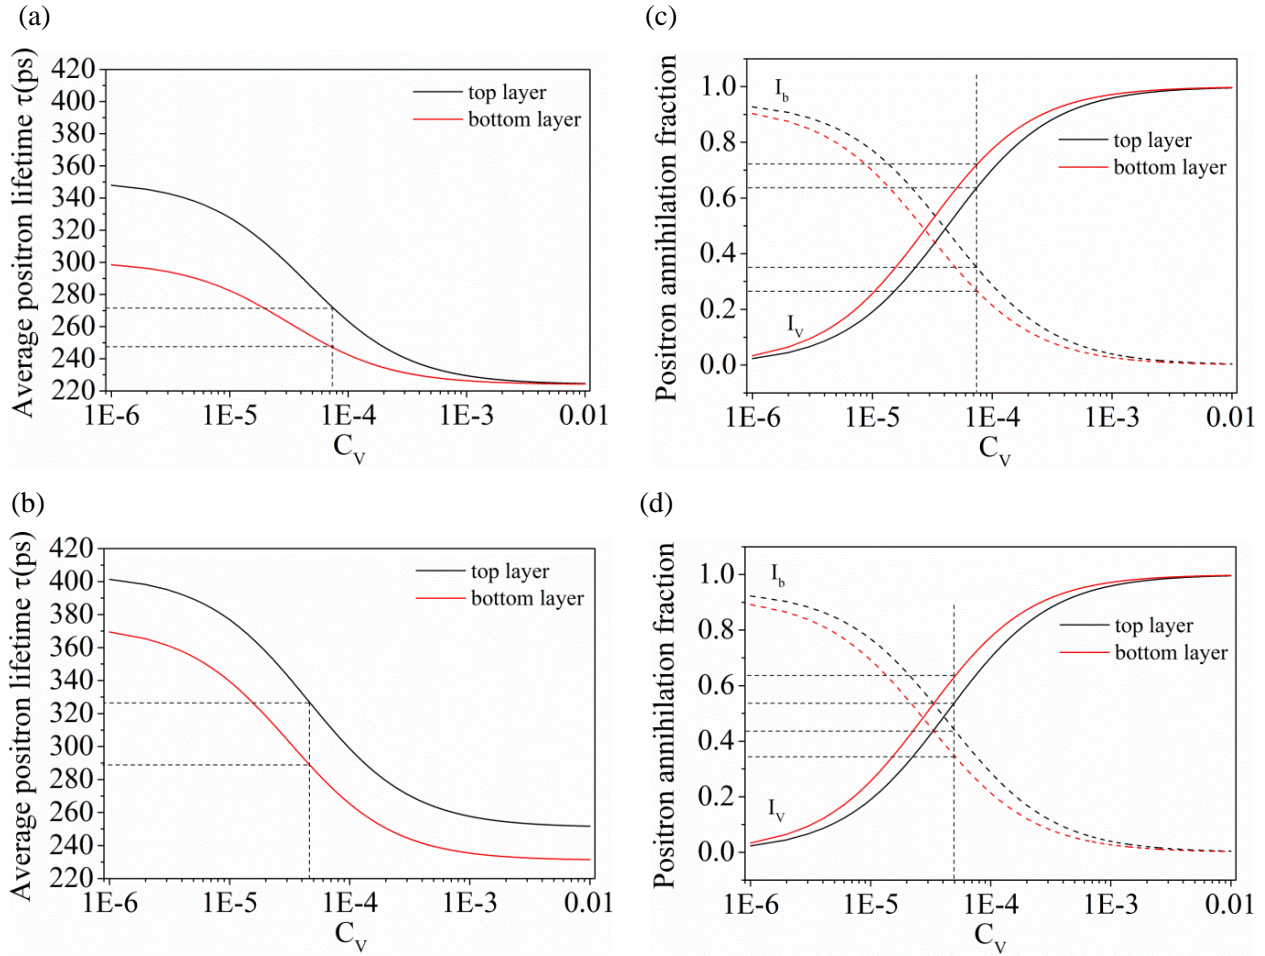 (a)
Average positron lifetime τ(ps)
420
400
380
360
340
320
300
280
260
240
220
top layer
bottom layer
1E-6 1E-5 1E-4 1E-3 0.01
C_V
(c)
Positron annihilation fraction
1.0
0.8
0.6
0.4
0.2
0.0
I_b
I_V
top layer
bottom layer
1E-6 1E-5 1E-4 1E-3 0.01
C_V
(b)
Average positron lifetime τ(ps)
420
400
380
360
340
320
300
280
260
240
220
top layer
bottom layer
1E-6 1E-5 1E-4 1E-3 0.01
C_V
(d)
Positron annihilation fraction
1.0
0.8
0.6
0.4
0.2
0.0
I_b
I_V
top layer
bottom layer
1E-6 1E-5 1E-4 1E-3 0.01
C_V